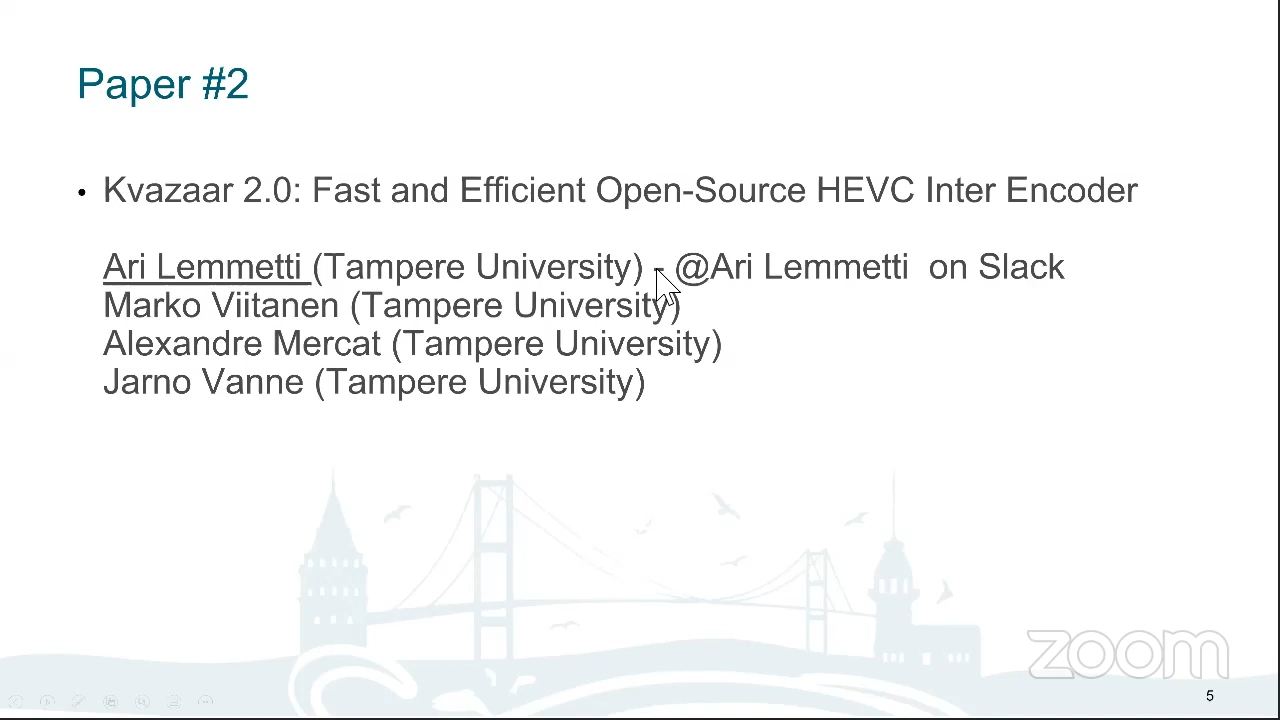 Paper #2
• Kvazaar 2.0: Fast and Efficient Open-Source HEVC Inter Encoder
Ari Lemmetti (Tampere University) - @Ari Lemmetti  on Slack
Marko Viitanen (Tampere University)
Alexandre Mercat (Tampere University)
Jarno Vanne (Tampere University)
zoom
5